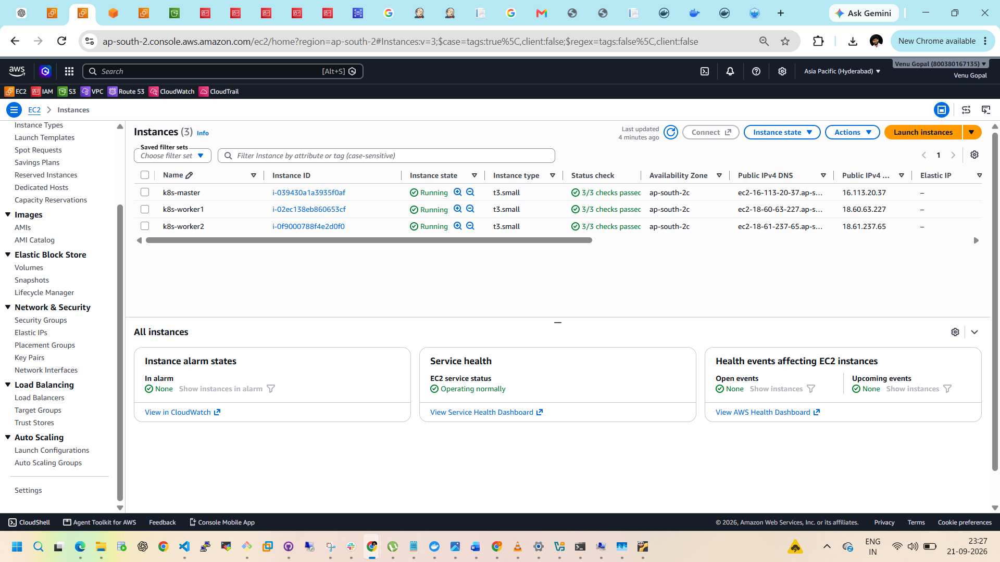 Ask Gemini
ap-south-2.console.aws.amazon.com/ec2/home?region=ap-south-2#Instances:v=3;$case=tags:true%5C,client:false;$regex=tags:false%5C,client:false
New Chrome available
aws
Search
[Alt+S]
Asia Pacific (Hyderabad)
Venu Gopal (800380167135)
Venu Gopal
EC2
IAM
S3
VPC
Route 53
CloudWatch
CloudTrail
EC2
Instances
Instance Types
Launch Templates
Spot Requests
Savings Plans
Reserved Instances
Dedicated Hosts
Capacity Reservations
Images
AMIs
AMI Catalog
Elastic Block Store
Volumes
Snapshots
Lifecycle Manager
Network & Security
Security Groups
Elastic IPs
Placement Groups
Key Pairs
Network Interfaces
Load Balancing
Load Balancers
Target Groups
Trust Stores
Auto Scaling
Launch Configurations
Auto Scaling Groups
Settings
Instances (3) Info
Last updated
4 minutes ago
Connect
Instance state
Actions
Launch instances
Saved filter sets
Choose filter set
Filter Instance by attribute or tag (case-sensitive)
1
Name Instance ID Instance state Instance type Status check Availability Zone Public IPv4 DNS Public IPv4 ... Elastic IP
k8s-master i-039430a1a3935f0af Running t3.small 3/3 checks passed ap-south-2c ec2-16-113-20-37.ap-s... 16.113.20.37 –
k8s-worker1 i-02ec138eb860653cf Running t3.small 3/3 checks passed ap-south-2c ec2-18-60-63-227.ap-s... 18.60.63.227 –
k8s-worker2 i-0f9000788f4e2d0f0 Running t3.small 3/3 checks passed ap-south-2c ec2-18-61-237-65.ap-s... 18.61.237.65 –
All instances
Instance alarm states
In alarm
None Show instances in alarm
View in CloudWatch
Service health
EC2 service status
Operating normally
View Service Health Dashboard
Health events affecting EC2 instances
Open events
None Show instances
Upcoming events
None Show instances
View AWS Health Dashboard
CloudShell
Agent Toolkit for AWS
Feedback
Console Mobile App
© 2026, Amazon Web Services, Inc. or its affiliates.
Privacy
Terms
Cookie preferences
ENG
IN
23:27
21-09-2026